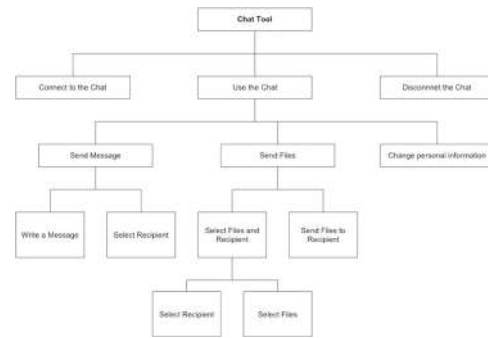 Chat Tool
Connect to the Chat
Use the Chat
Disconnnet the Chat
Send Message
Send Files
Change personal information
Write a Message
Select Recipient
Select Files and
Recipient
Send Files to
Recipient
Select Recipient
Select Files